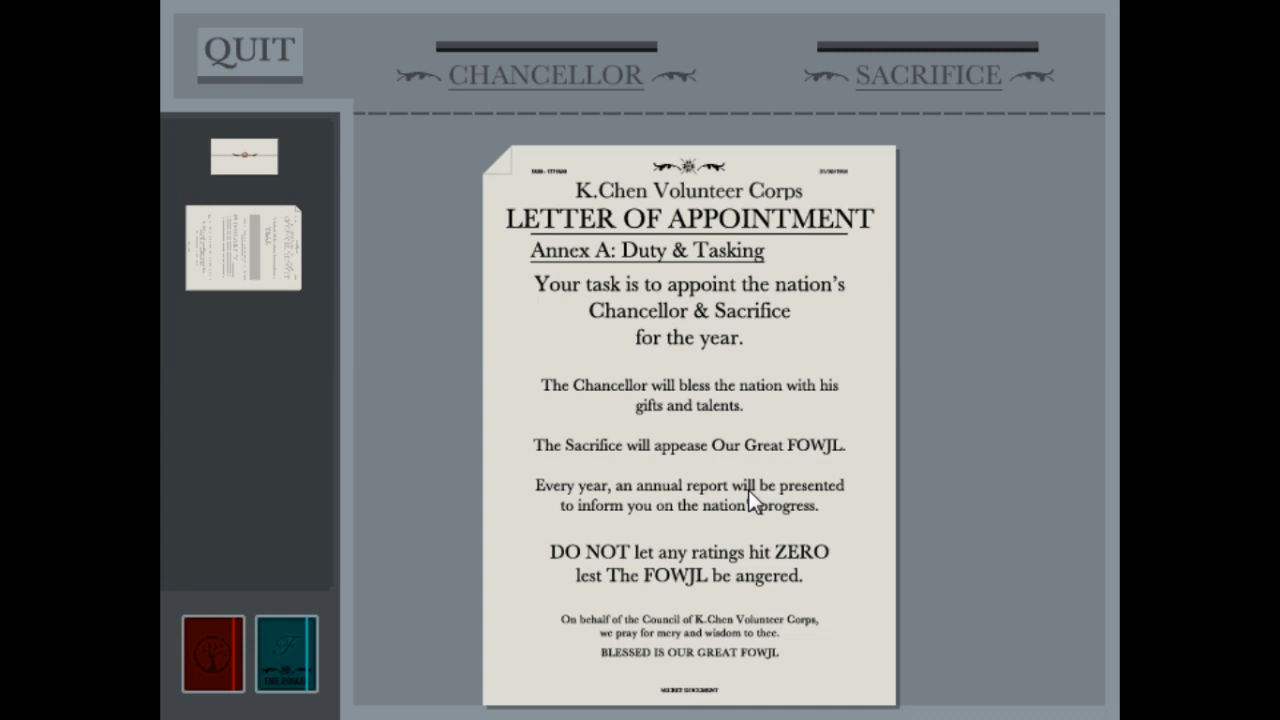 QUIT
CHANCELLOR
SACRIFICE
K.Chen Volunteer Corps
LETTER OF APPOINTMENT
Annex A: Duty & Tasking
Your task is to appoint the nation's
Chancellor & Sacrifice
for the year.
The Chancellor will bless the nation with his
gifts and talents.
The Sacrifice will appease Our Great FOWJL.
Every year, an annual report will be presented
to inform you on the nation progress.
DO NOT let any ratings hit ZERO
lest The FOWJL be angered.
On behalf of the Council of K.Chen Volunteer Corps,
we pray for mery and wisdom to thee.
BLESSED IS OUR GREAT FOWJL
SECRET DOCUMENT
F